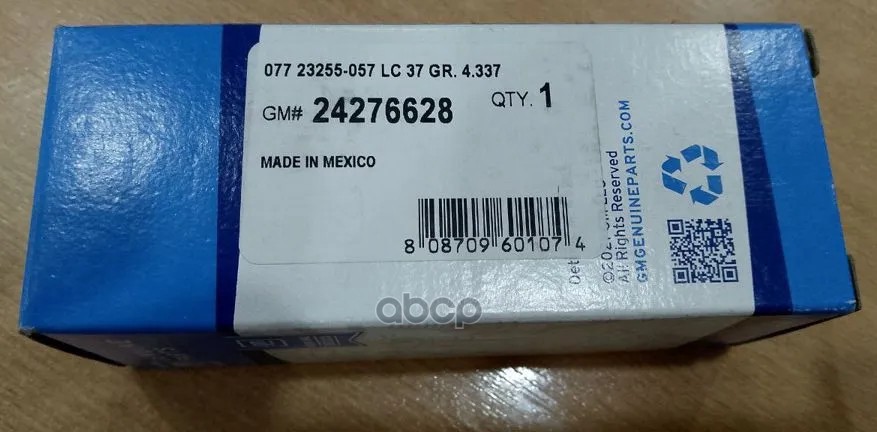 077 23255-057 LC 37 GR. 4.337
GM# 24276628 QTY. 1
MADE IN MEXICO
8 08709 60107 4
All Rights Reserved
GMGENUINEPARTS.COM
abcp